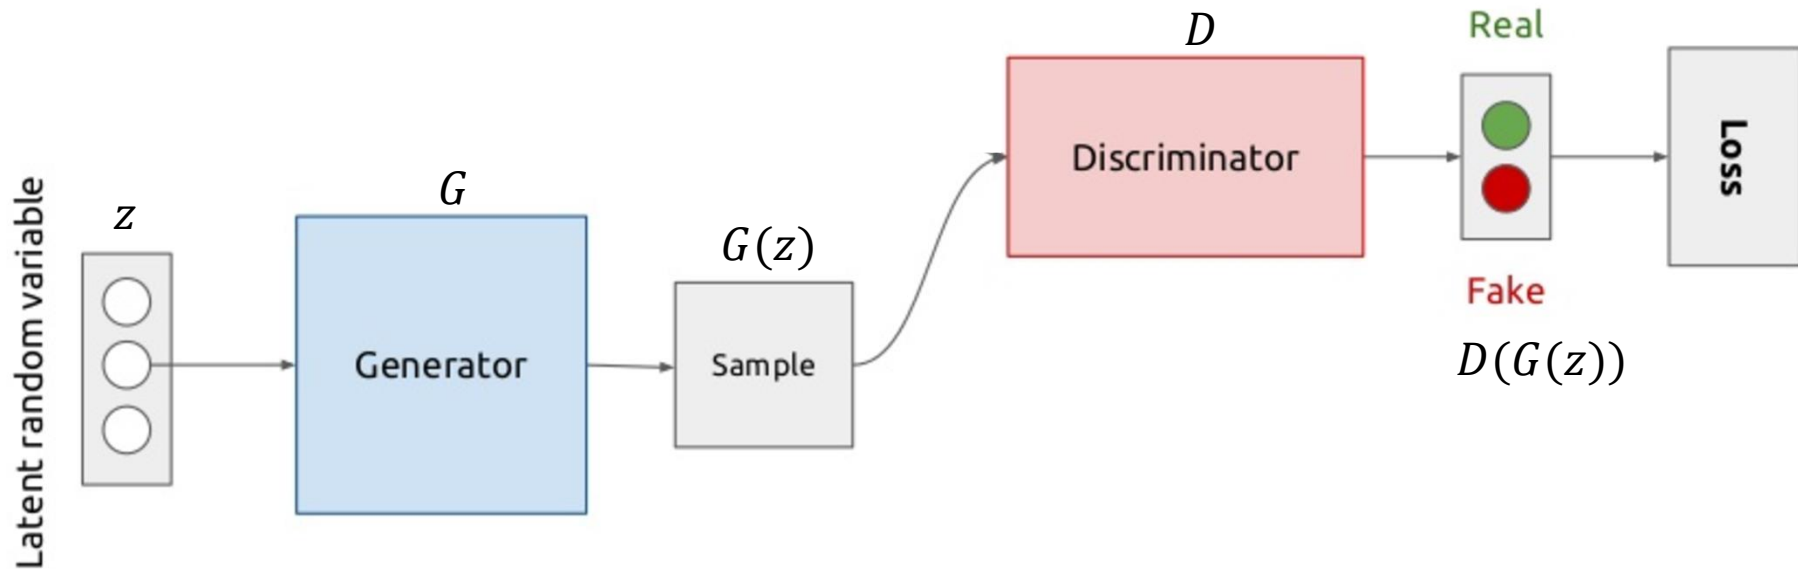 Latent random variable
z
G
Generator
G(z)
Sample
D
Discriminator
Real
Fake
D(G(z))
Loss